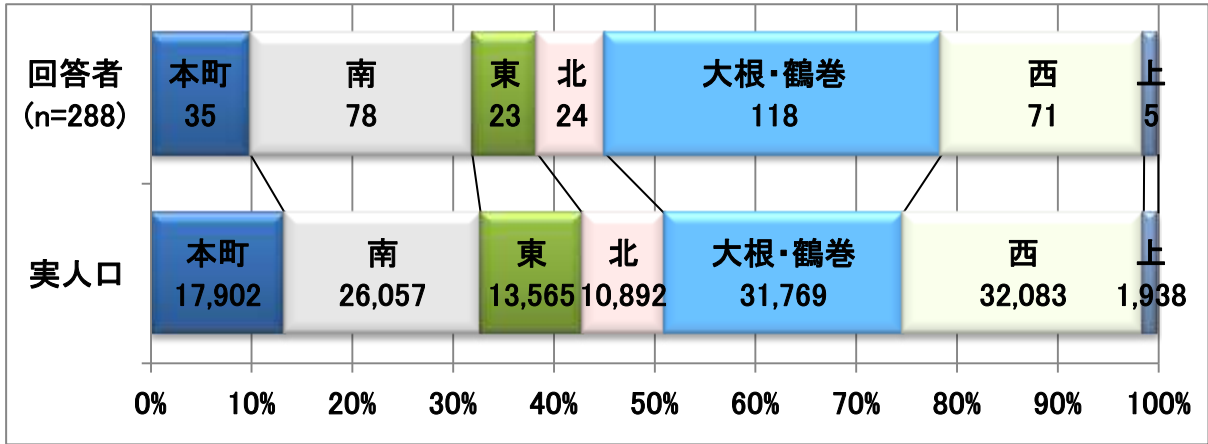 回答者
(n=288)
本町 南 東 北 大根・鶴巻 西 上
35 78 23 24 118 71 5
実人口
本町 南 東 北 大根・鶴巻 西 上
17,902 26,057 13,565 10,892 31,769 32,083 1,938
0% 10% 20% 30% 40% 50% 60% 70% 80% 90% 100%